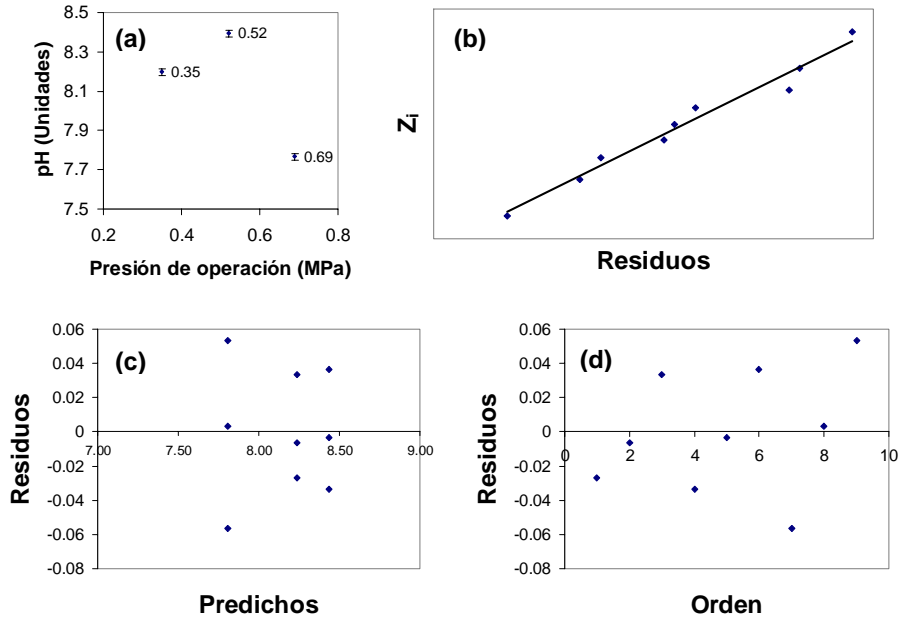 8.5
(a)
0.52
8.3
0.35
8.1
7.9
0.69
7.7
7.5
0.2 0.4 0.6 0.8
pH (Unidades)
Presión de operación (MPa)
(b)
Zi
Residuos
0.06
(c)
0.04
0.02
0
7.00 7.50 8.00 8.50 9.00
-0.02
-0.04
-0.06
-0.08
Residuos
Predichos
0.06
(d)
0.04
0.02
0
0 2 4 6 8 10
-0.02
-0.04
-0.06
-0.08
Residuos
Orden